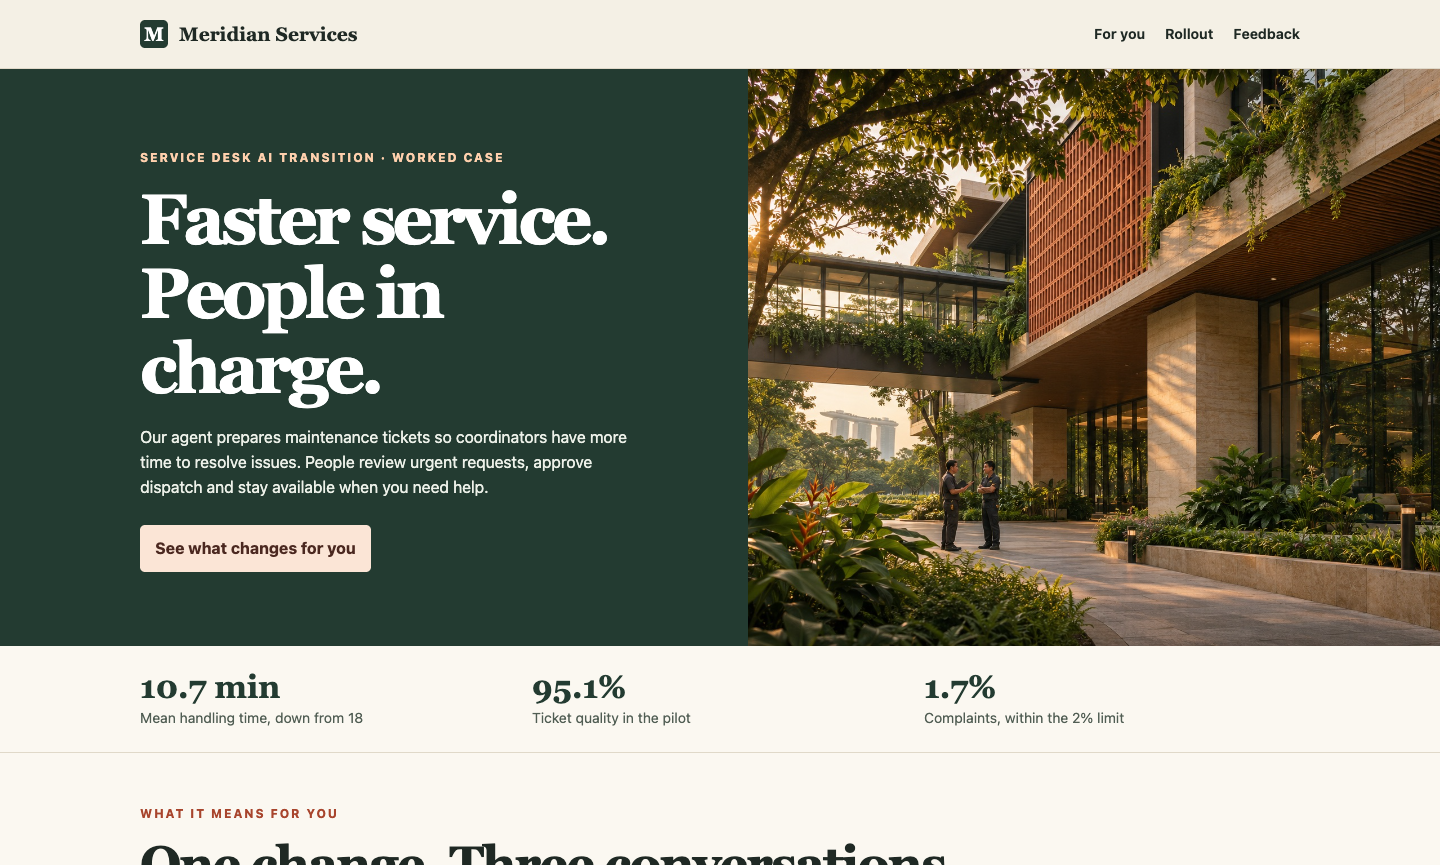 M Meridian Services
For you Rollout Feedback
SERVICE DESK AI TRANSITION · WORKED CASE
Faster service.
People in
charge.
Our agent prepares maintenance tickets so coordinators have more
time to resolve issues. People review urgent requests, approve
dispatch and stay available when you need help.
See what changes for you
10.7 min
Mean handling time, down from 18
95.1%
Ticket quality in the pilot
1.7%
Complaints, within the 2% limit
WHAT IT MEANS FOR YOU
One change. Three conversations